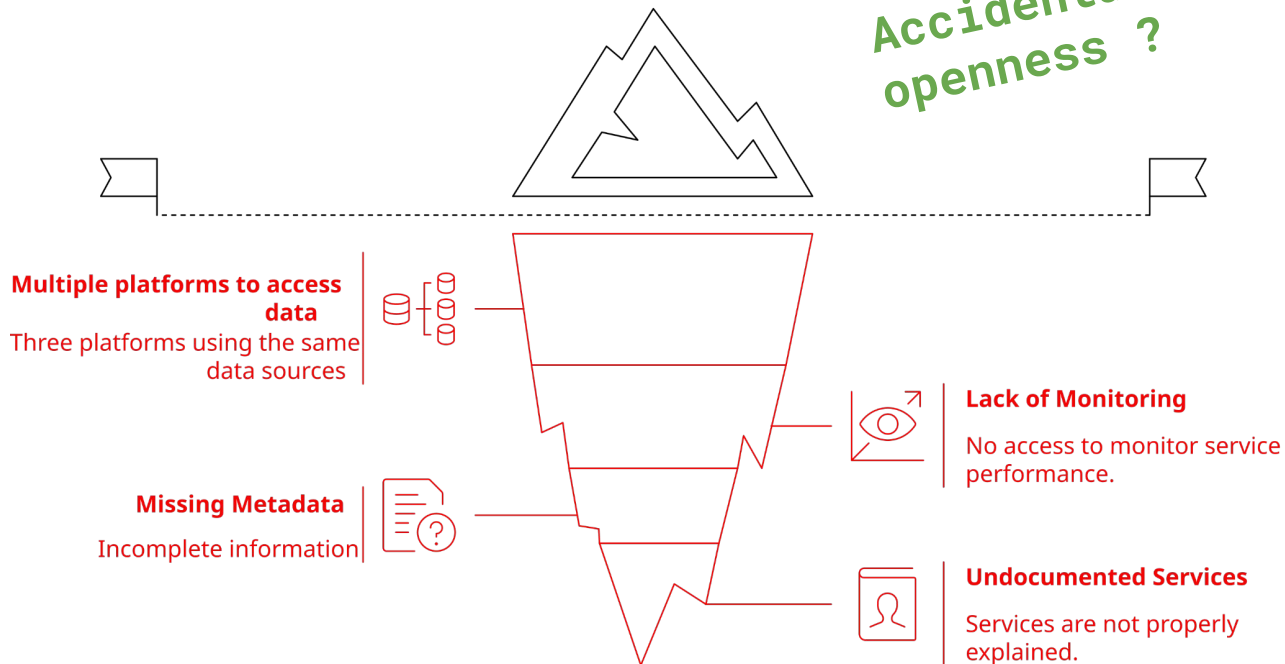 openness ?
Multiple platforms to access
data
Three platforms using the same
data sources
Lack of Monitoring
No access to monitor service
performance.
Missing Metadata
Incomplete information
Undocumented Services
Services are not properly
explained.